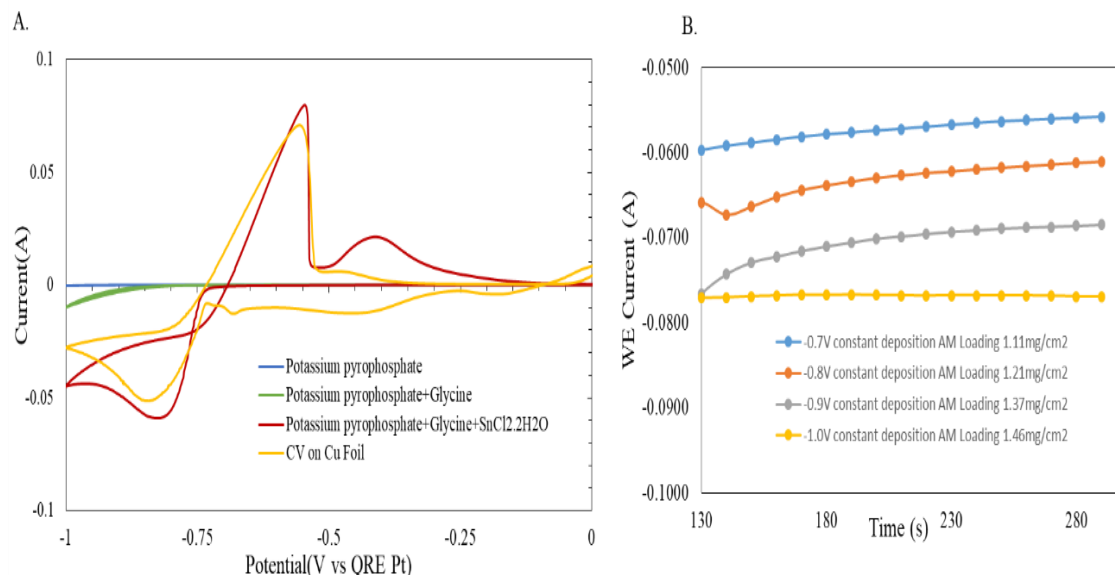 A.
0.1
0.05
0
-0.05
-0.1
-1
-0.75
-0.5
-0.25
0
Current(A)
Potential(V vs QRE Pt)
Potassium pyrophosphate
Potassium pyrophosphate+Glycine
Potassium pyrophosphate+Glycine+SnCl2.2H2O
CV on Cu Foil
B.
-0.0500
-0.0600
-0.0700
-0.0800
-0.0900
-0.1000
130
180
230
280
WE Current (A)
Time (s)
-0.7V constant deposition AM Loading 1.11mg/cm2
-0.8V constant deposition AM Loading 1.21mg/cm2
-0.9V constant deposition AM Loading 1.37mg/cm2
-1.0V constant deposition AM Loading 1.46mg/cm2